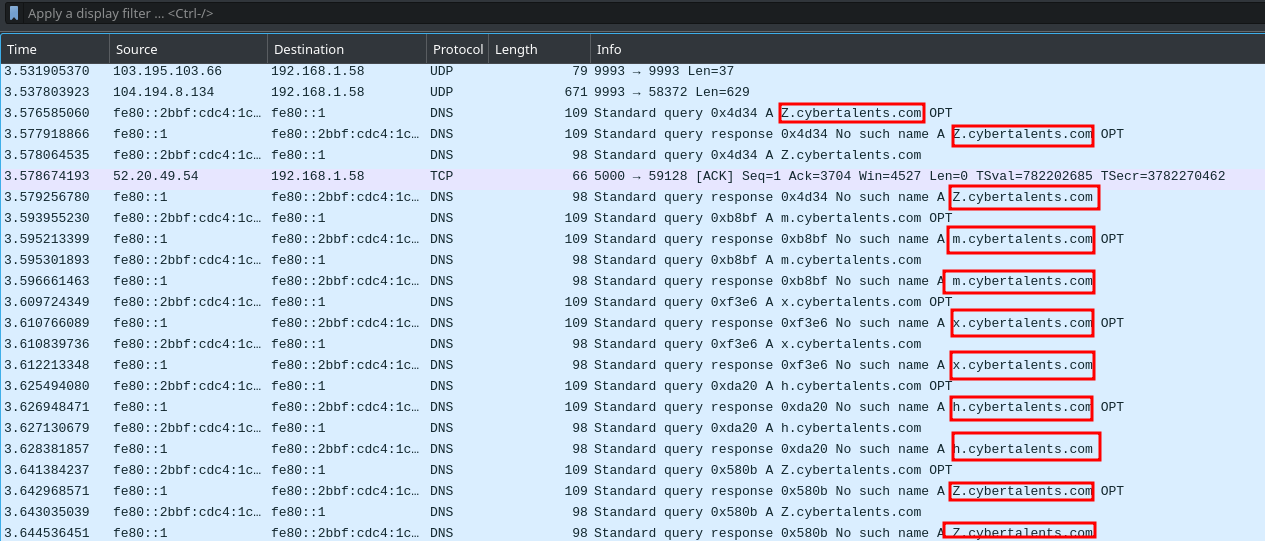 Apply a display filter ... <Ctrl-/>
Time Source Destination Protocol Length Info
3.531905370 103.195.103.66 192.168.1.58 UDP 79 9993 → 9993 Len=37
3.537803923 104.194.8.134 192.168.1.58 UDP 671 9993 → 58372 Len=629
3.576585060 fe80::2bbf:cdc4:1c… fe80::1 DNS 109 Standard query 0x4d34 A Z.cybertalents.com OPT
3.577918866 fe80::1 fe80::2bbf:cdc4:1c… DNS 109 Standard query response 0x4d34 No such name A Z.cybertalents.com OPT
3.578064535 fe80::2bbf:cdc4:1c… fe80::1 DNS 98 Standard query 0x4d34 A Z.cybertalents.com
3.578674193 52.20.49.54 192.168.1.58 TCP 66 5000 → 59128 [ACK] Seq=1 Ack=3704 Win=4527 Len=0 TSval=782202685 TSecr=3782270462
3.579256780 fe80::1 fe80::2bbf:cdc4:1c… DNS 98 Standard query response 0x4d34 No such name A Z.cybertalents.com
3.593955230 fe80::2bbf:cdc4:1c… fe80::1 DNS 109 Standard query 0xb8bf A m.cybertalents.com OPT
3.595213399 fe80::1 fe80::2bbf:cdc4:1c… DNS 109 Standard query response 0xb8bf No such name A m.cybertalents.com OPT
3.595301893 fe80::2bbf:cdc4:1c… fe80::1 DNS 98 Standard query 0xb8bf A m.cybertalents.com
3.596661463 fe80::1 fe80::2bbf:cdc4:1c… DNS 98 Standard query response 0xb8bf No such name A m.cybertalents.com
3.609724349 fe80::2bbf:cdc4:1c… fe80::1 DNS 109 Standard query 0xf3e6 A x.cybertalents.com OPT
3.610766089 fe80::1 fe80::2bbf:cdc4:1c… DNS 109 Standard query response 0xf3e6 No such name A x.cybertalents.com OPT
3.610839736 fe80::2bbf:cdc4:1c… fe80::1 DNS 98 Standard query 0xf3e6 A x.cybertalents.com
3.612213348 fe80::1 fe80::2bbf:cdc4:1c… DNS 98 Standard query response 0xf3e6 No such name A x.cybertalents.com
3.625494080 fe80::2bbf:cdc4:1c… fe80::1 DNS 109 Standard query 0xda20 A h.cybertalents.com OPT
3.626948471 fe80::1 fe80::2bbf:cdc4:1c… DNS 109 Standard query response 0xda20 No such name A h.cybertalents.com OPT
3.627130679 fe80::2bbf:cdc4:1c… fe80::1 DNS 98 Standard query 0xda20 A h.cybertalents.com
3.628381857 fe80::1 fe80::2bbf:cdc4:1c… DNS 98 Standard query response 0xda20 No such name A h.cybertalents.com
3.641384237 fe80::2bbf:cdc4:1c… fe80::1 DNS 109 Standard query 0x580b A Z.cybertalents.com OPT
3.642968571 fe80::1 fe80::2bbf:cdc4:1c… DNS 109 Standard query response 0x580b No such name A Z.cybertalents.com OPT
3.643035039 fe80::2bbf:cdc4:1c… fe80::1 DNS 98 Standard query 0x580b A Z.cybertalents.com
3.644536451 fe80::1 fe80::2bbf:cdc4:1c… DNS 98 Standard query response 0x580b No such name A Z.cybertalents.com